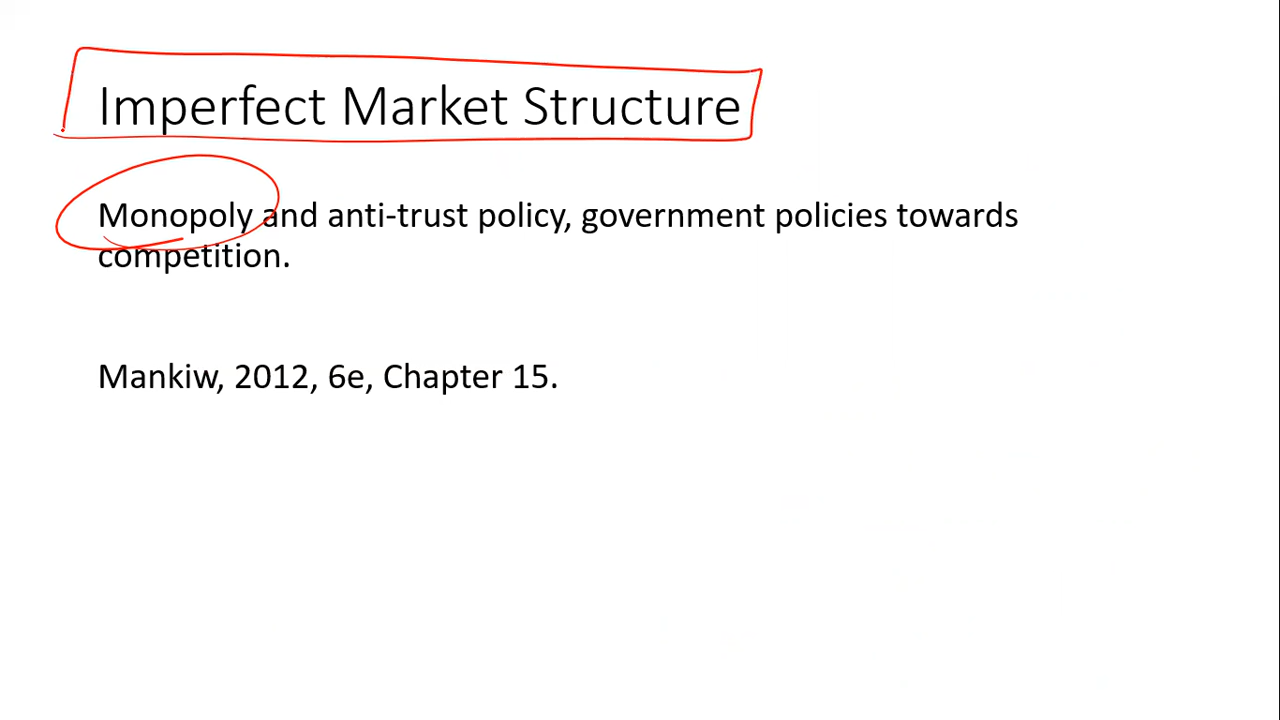 Imperfect Market Structure
Monopoly and anti-trust policy, government policies towards
competition.
Mankiw, 2012, 6e, Chapter 15.